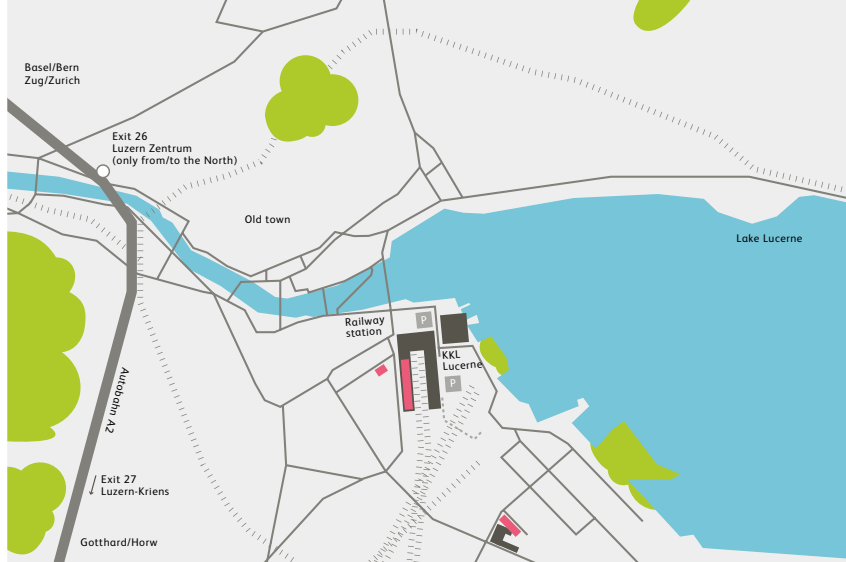 Basel/Bern
Zug/Zurich
Exit 26
Luzern Zentrum
(only from/to the North)
Old town
Lake Lucerne
Railway
station
P
KKL
Lucerne
P
Autobahn A2
Exit 27
Luzern-Kriens
Gotthard/Horw